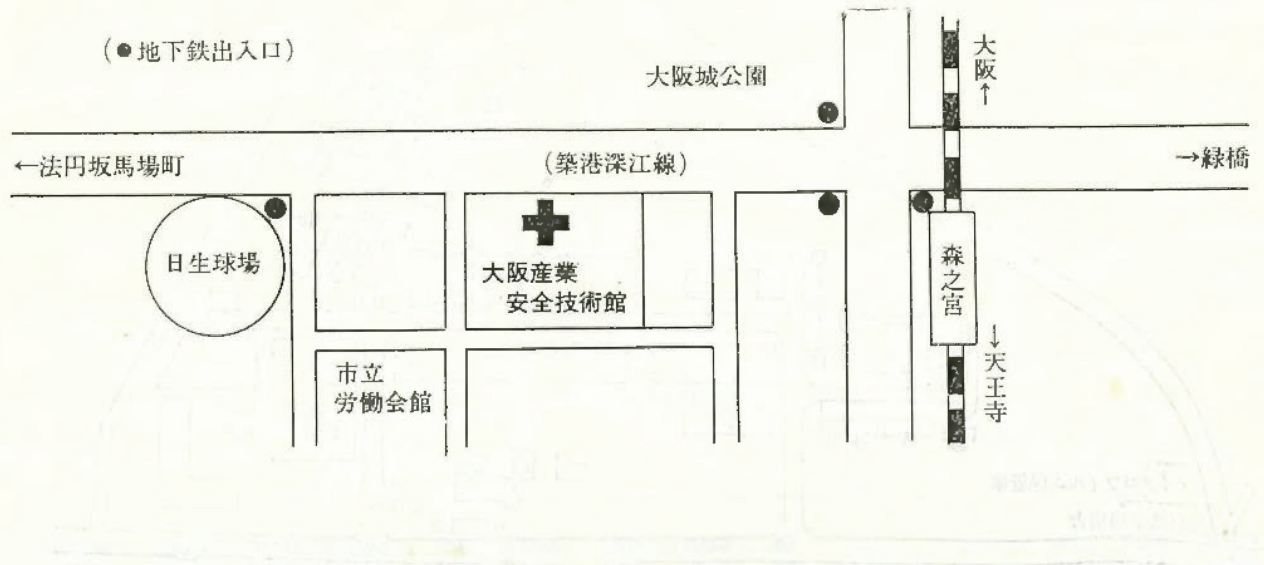 (●地下鉄出入口)
大阪↑
大阪城公園
←法円坂馬場町
(築港深江線)
→緑橋
日生球場
大阪産業
安全技術館
森之宮
↓天王寺
市立
労働会館